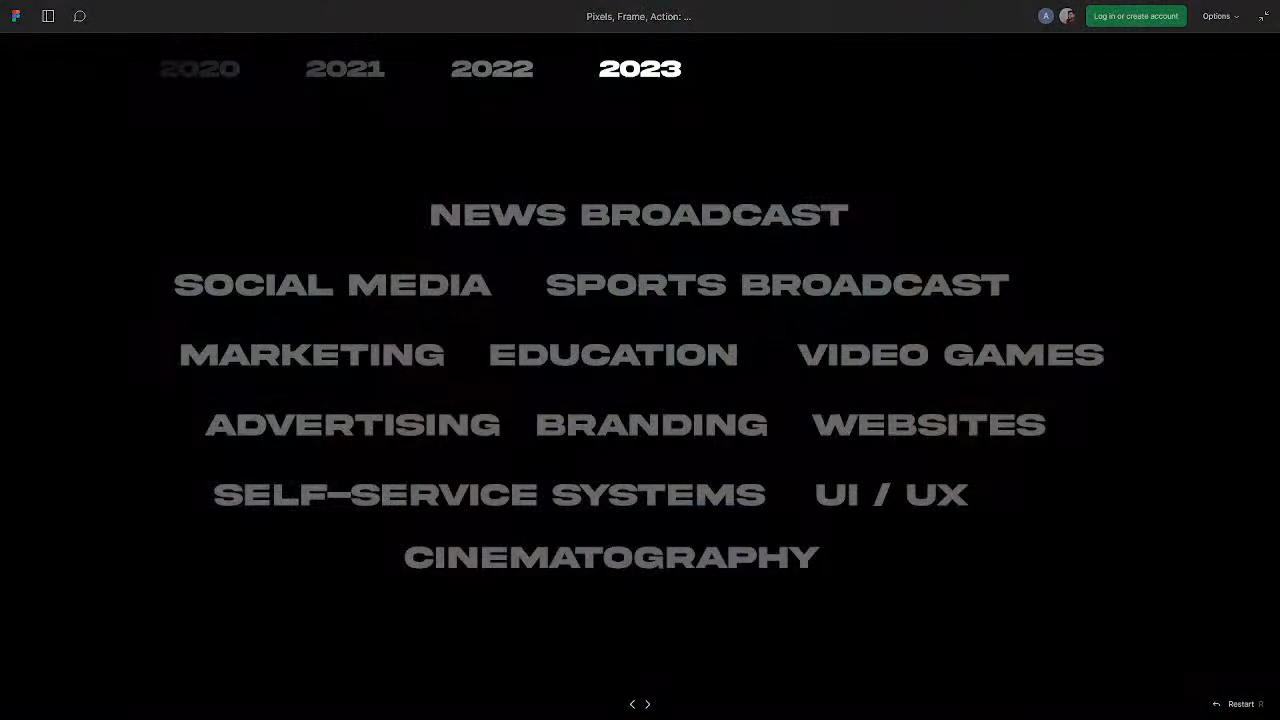 Pixels, Frame, Action: ...
A
Log in or create account
Options
2020 2021 2022 2023
NEWS BROADCAST
SOCIAL MEDIA SPORTS BROADCAST
MARKETING EDUCATION VIDEO GAMES
ADVERTISING BRANDING WEBSITES
SELF-SERVICE SYSTEMS UI / UX
CINEMATOGRAPHY
Restart R